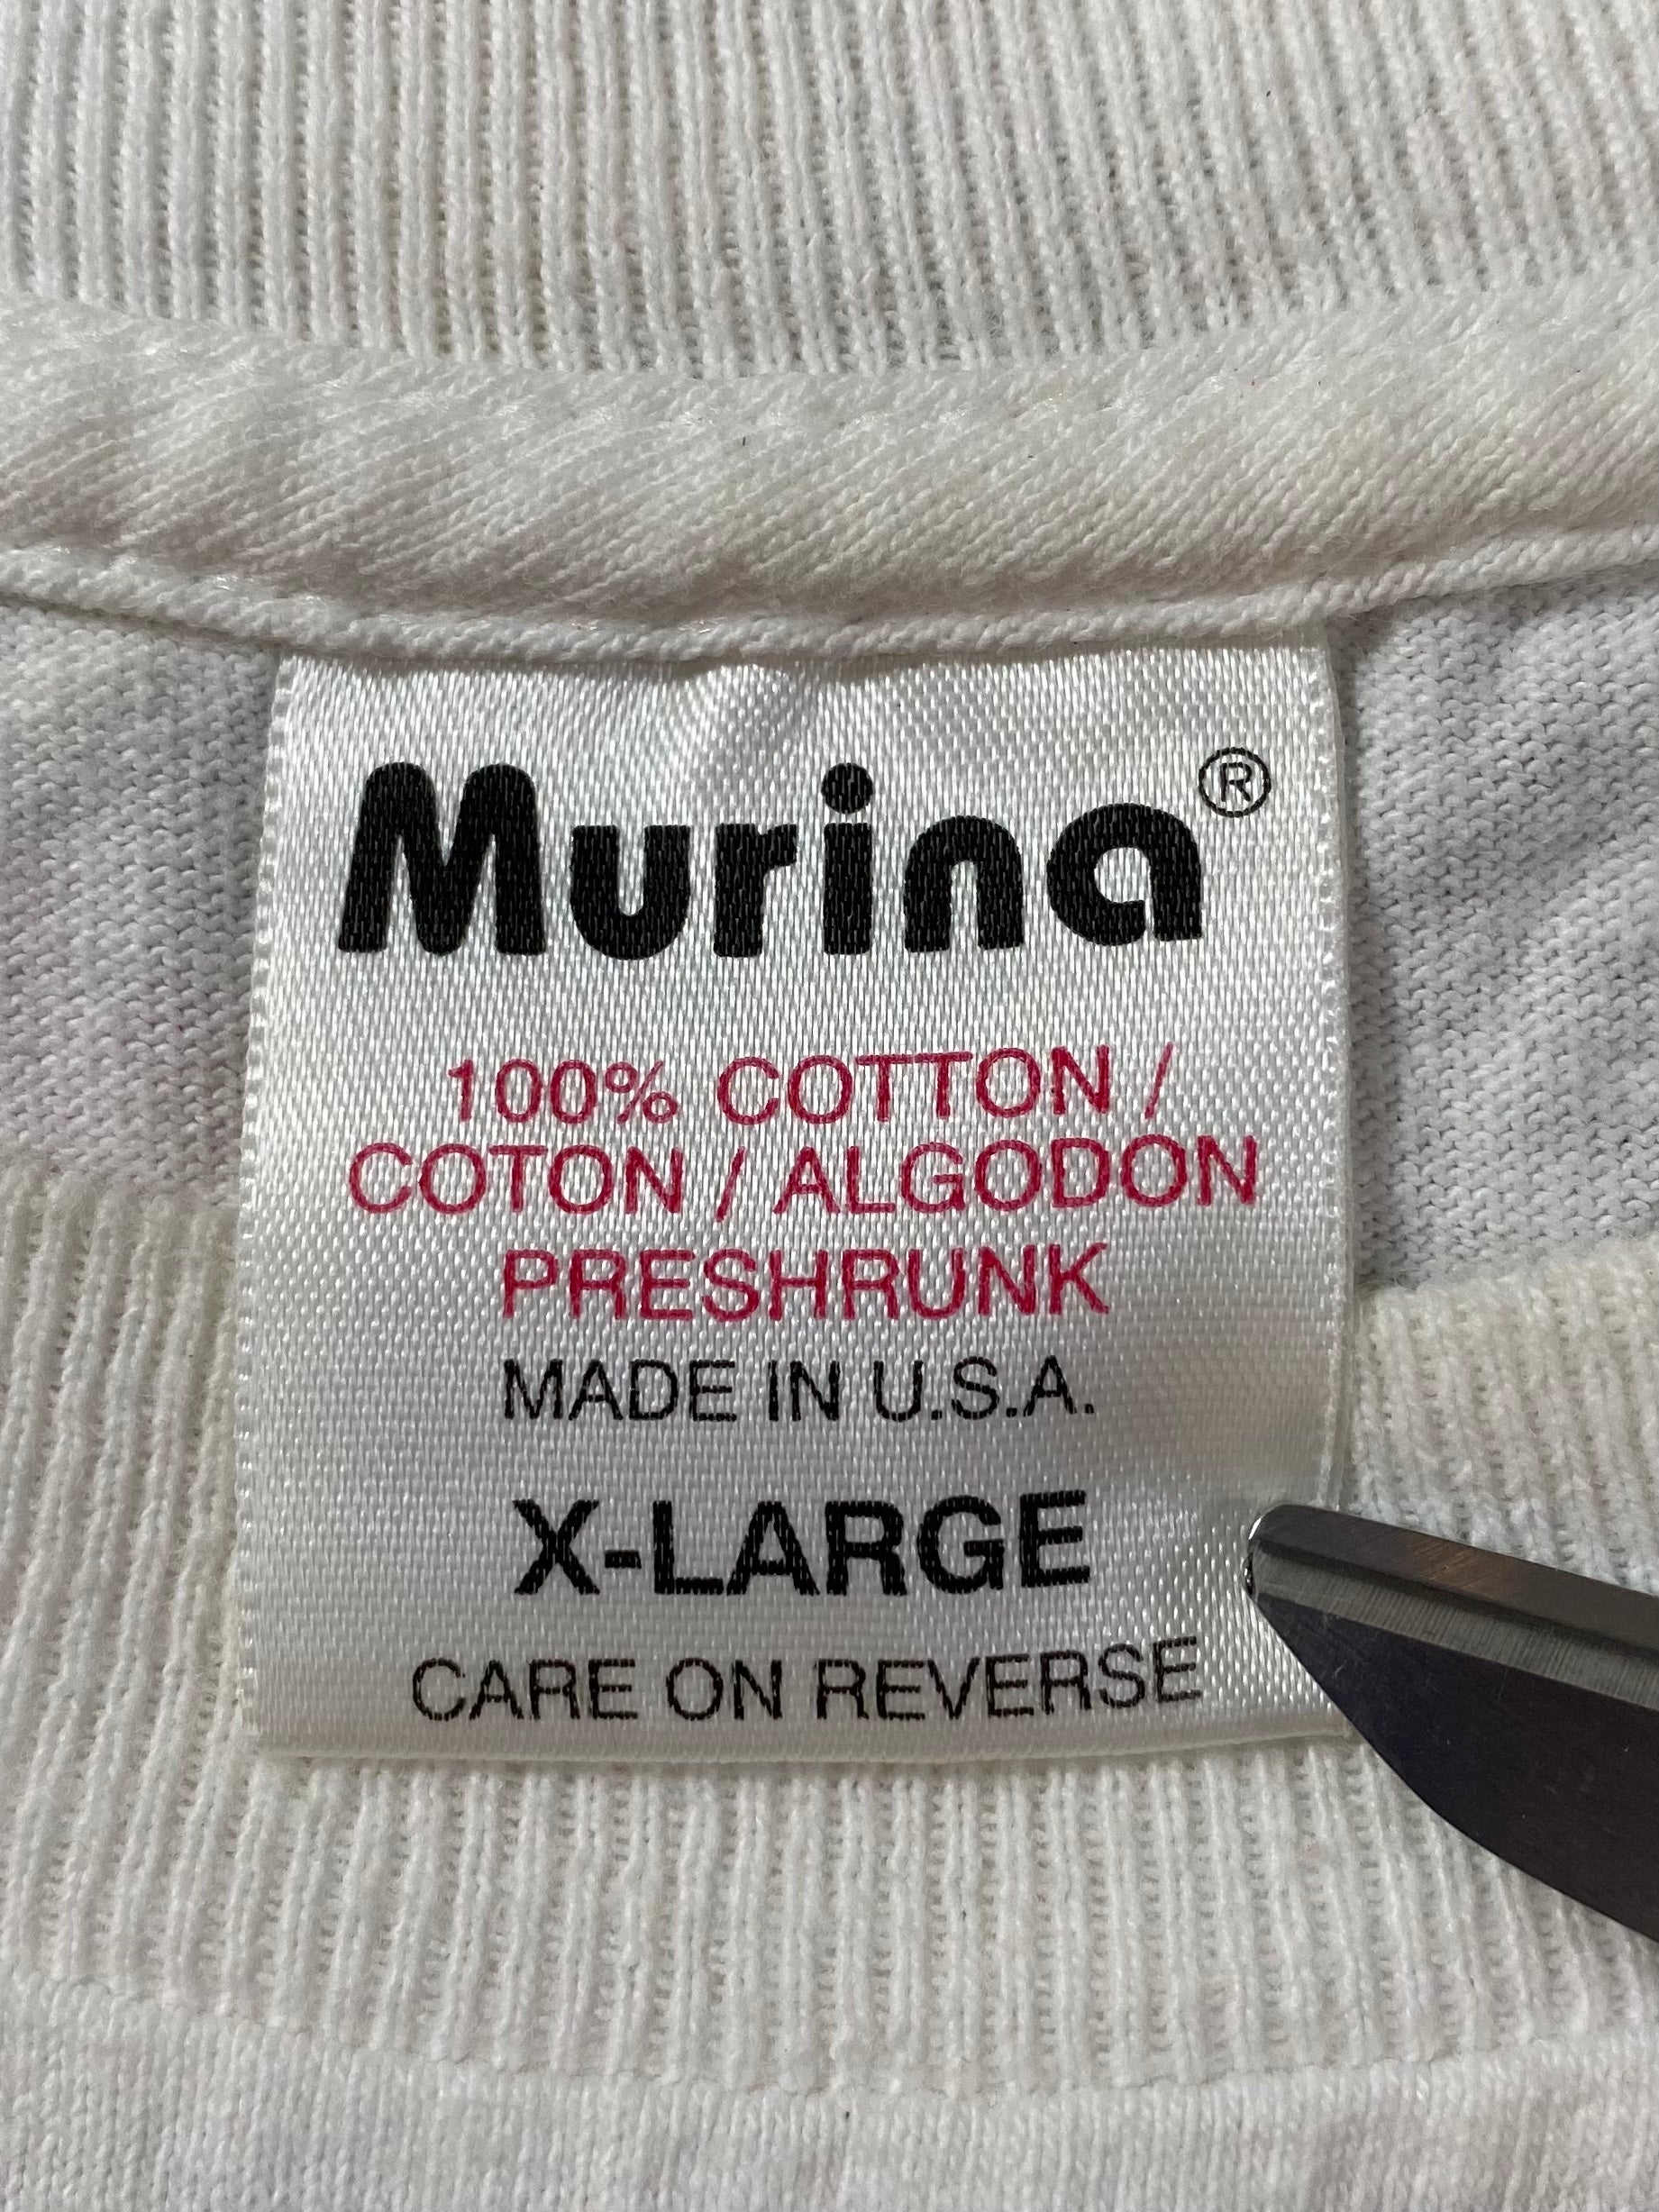 Murina®
100% COTTON /
COTON / ALGODON
PRESHRUNK
MADE IN U.S.A.
X-LARGE
CARE ON REVERSE